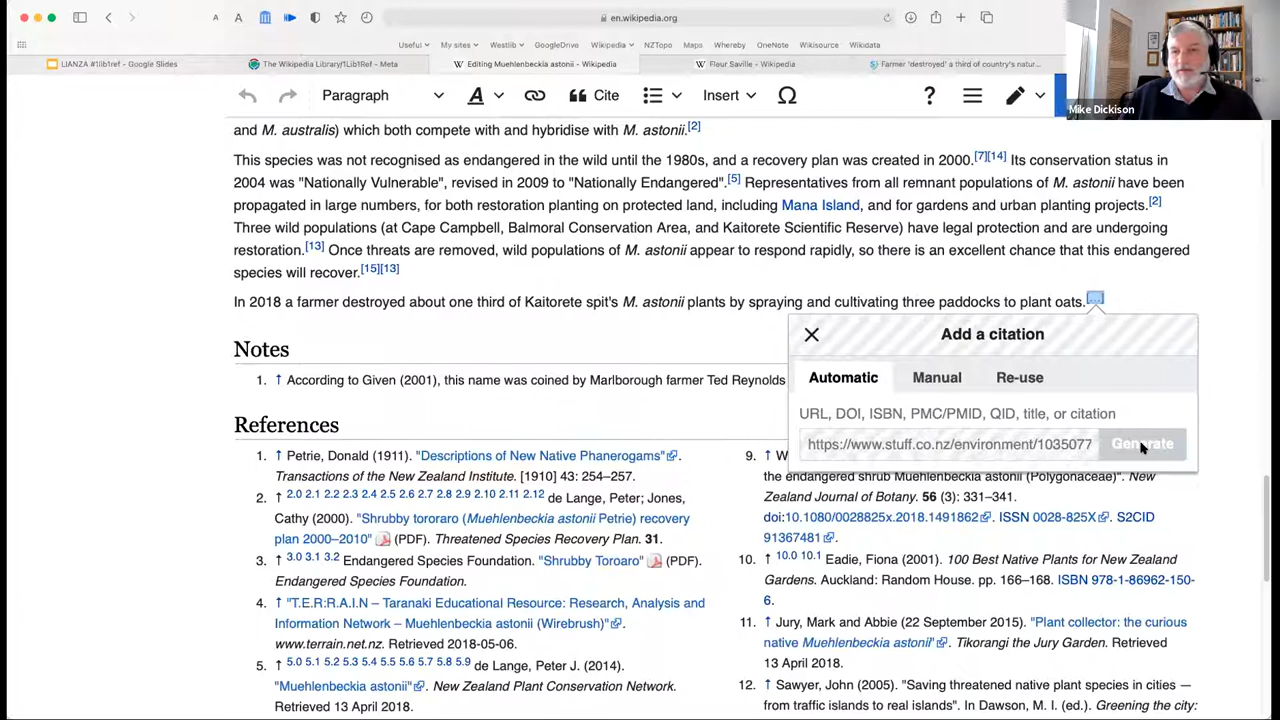 A A en.wikipedia.org
Useful My sites Westlib GoogleDrive Wikipedia NZTopo Maps Whereby OneNote Wikisource Wikidata
LIANZA #1lib1ref - Google Slides The Wikipedia Library/1Lib1Ref - Meta W Editing Muehlenbeckia astonii - Wikipedia W Fleur Saville - Wikipedia S Farmer 'destroyed' a third of country's natur...
Mike Dickison
Paragraph A Cite Insert Ω ?
and M. australis) which both compete with and hybridise with M. astonii.[2]
This species was not recognised as endangered in the wild until the 1980s, and a recovery plan was created in 2000.[7][14] Its conservation status in
2004 was "Nationally Vulnerable", revised in 2009 to "Nationally Endangered".[5] Representatives from all remnant populations of M. astonii have been
propagated in large numbers, for both restoration planting on protected land, including Mana Island, and for gardens and urban planting projects.[2]
Three wild populations (at Cape Campbell, Balmoral Conservation Area, and Kaitorete Scientific Reserve) have legal protection and are undergoing
restoration.[13] Once threats are removed, wild populations of M. astonii appear to respond rapidly, so there is an excellent chance that this endangered
species will recover.[15][13]
In 2018 a farmer destroyed about one third of Kaitorete spit's M. astonii plants by spraying and cultivating three paddocks to plant oats.[...]
Add a citation
Automatic Manual Re-use
URL, DOI, ISBN, PMC/PMID, QID, title, or citation
https://www.stuff.co.nz/environment/1035077 Generate
Notes
1. ↑ According to Given (2001), this name was coined by Marlborough farmer Ted Reynolds
References
1. ↑ Petrie, Donald (1911). "Descriptions of New Native Phanerogams".
Transactions of the New Zealand Institute. [1910] 43: 254–257.
2. ↑ 2.0 2.1 2.2 2.3 2.4 2.5 2.6 2.7 2.8 2.9 2.10 2.11 2.12 de Lange, Peter; Jones,
Cathy (2000). "Shrubby tororaro (Muehlenbeckia astonii Petrie) recovery
plan 2000–2010" (PDF). Threatened Species Recovery Plan. 31.
3. ↑ 3.0 3.1 3.2 Endangered Species Foundation. "Shrubby Toroaro" (PDF).
Endangered Species Foundation.
4. ↑ "T.E.R:R.A.I.N – Taranaki Educational Resource: Research, Analysis and
Information Network – Muehlenbeckia astonii (Wirebrush)".
www.terrain.net.nz. Retrieved 2018-05-06.
5. ↑ 5.0 5.1 5.2 5.3 5.4 5.5 5.6 5.7 5.8 5.9 de Lange, Peter J. (2014).
"Muehlenbeckia astonii". New Zealand Plant Conservation Network.
Retrieved 13 April 2018.
9. ↑ W
the endangered shrub Muehlenbeckia astonii (Polygonaceae)". New
Zealand Journal of Botany. 56 (3): 331–341.
doi:10.1080/0028825x.2018.1491862. ISSN 0028-825X. S2CID
91367481.
10. ↑ 10.0 10.1 Eadie, Fiona (2001). 100 Best Native Plants for New Zealand
Gardens. Auckland: Random House. pp. 166–168. ISBN 978-1-86962-150-
6.
11. ↑ Jury, Mark and Abbie (22 September 2015). "Plant collector: the curious
native Muehlenbeckia astonii". Tikorangi the Jury Garden. Retrieved
13 April 2018.
12. ↑ Sawyer, John (2005). "Saving threatened native plant species in cities —
from traffic islands to real islands". In Dawson, M. I. (ed.). Greening the city: